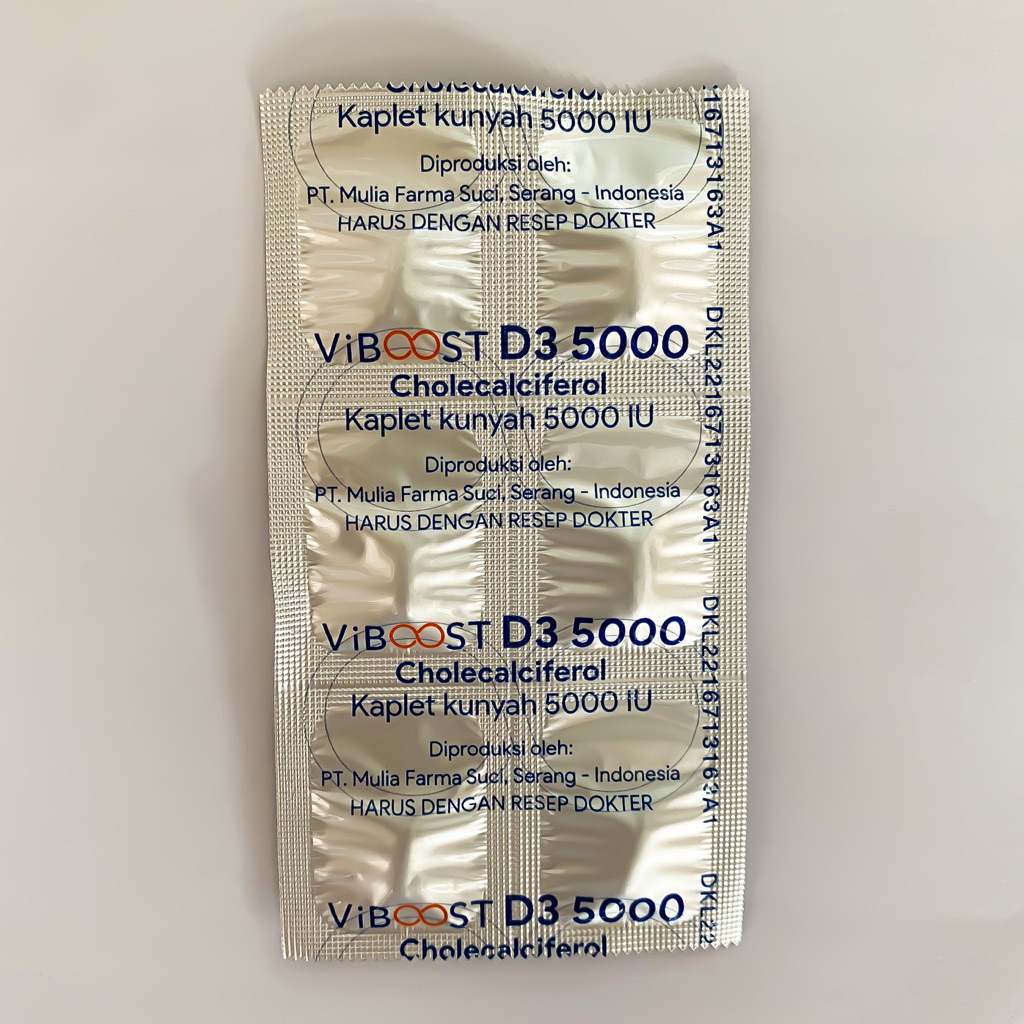 Cholecalciferol
Kaplet kunyah 5000 IU
Diproduksi oleh:
PT. Mulia Farma Suci, Serang - Indonesia
HARUS DENGAN RESEP DOKTER
ViBOOST D3 5000
Cholecalciferol
Kaplet kunyah 5000 IU
Diproduksi oleh:
PT. Mulia Farma Suci, Serang - Indonesia
HARUS DENGAN RESEP DOKTER
ViBOOST D3 5000
Cholecalciferol
Kaplet kunyah 5000 IU
Diproduksi oleh:
PT. Mulia Farma Suci, Serang - Indonesia
HARUS DENGAN RESEP DOKTER
ViBOOST D3 5000
Cholecalciferol
16713163A1
DKL2216713163A1
DKL2216713163A1
DKL22